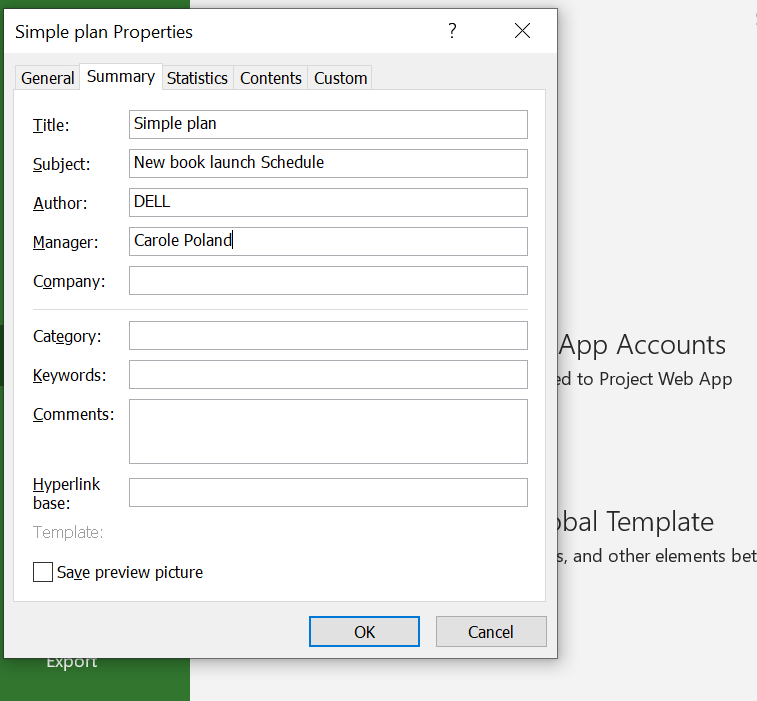 Simple plan Properties
?
General Summary Statistics Contents Custom
Title: Simple plan
Subject: New book launch Schedule
Author: DELL
Manager: Carole Poland
Company:
Category:
Keywords:
Comments:
Hyperlink
base:
Template:
Save preview picture
OK Cancel
App Accounts
ed to Project Web App
obal Template
s, and other elements bet
Export